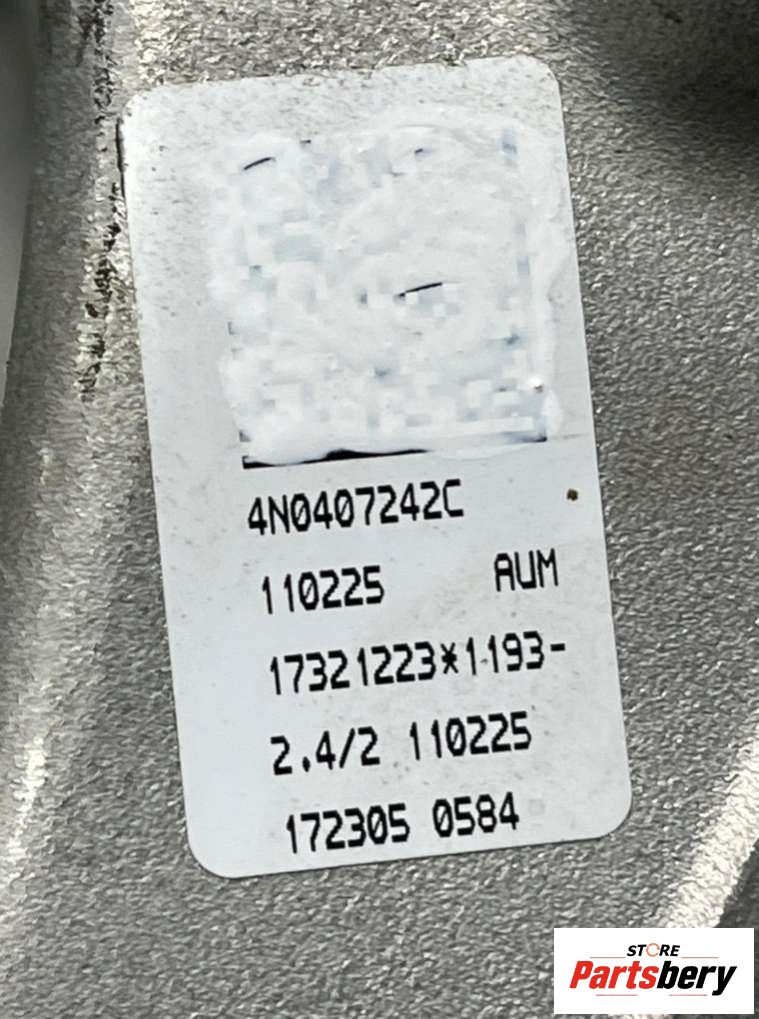 4N0407242C
110225 AUM
17321223*1193-
2.4/2 110225
172305 0584
STORE
Partsbery